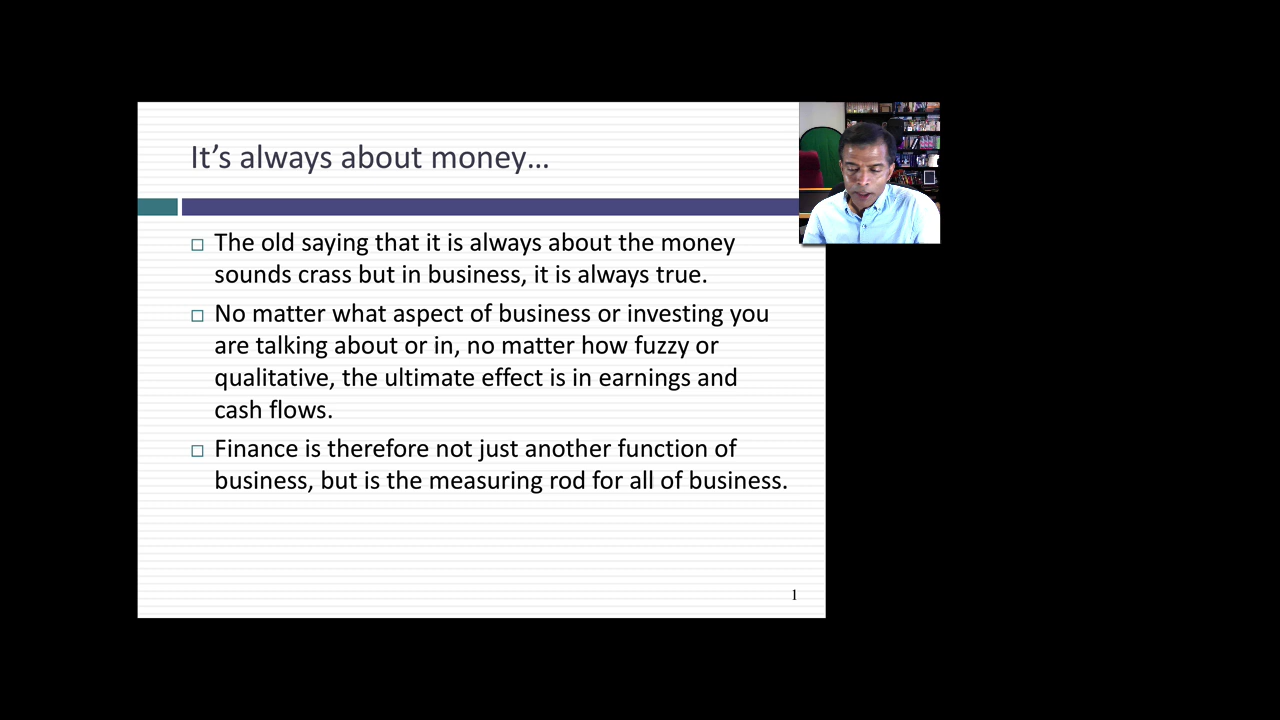 It’s always about money…
□ The old saying that it is always about the money
sounds crass but in business, it is always true.
□ No matter what aspect of business or investing you
are talking about or in, no matter how fuzzy or
qualitative, the ultimate effect is in earnings and
cash flows.
□ Finance is therefore not just another function of
business, but is the measuring rod for all of business.
1